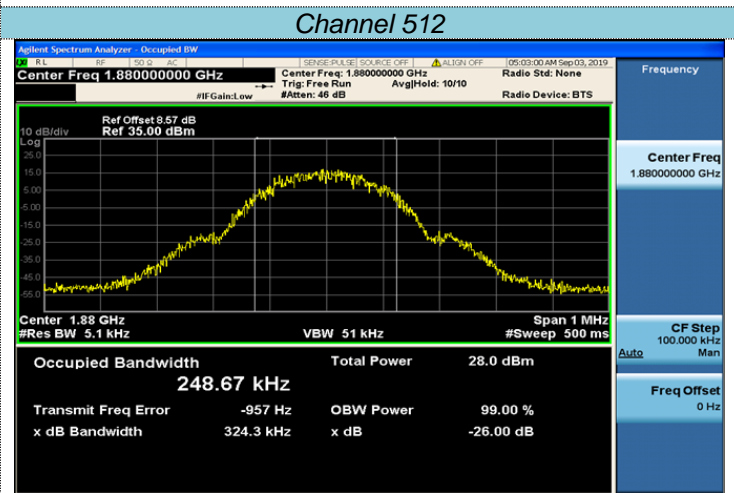 Channel 512
Agilent Spectrum Analyzer - Occupied BW
RL RF 50 Ω AC SENSE:PULSE SOURCE OFF ALIGN OFF 05:03:00 AM Sep 03, 2019
Center Freq 1.880000000 GHz Center Freq: 1.880000000 GHz Radio Std: None Frequency
Trig: Free Run Avg|Hold: 10/10
#IFGain:Low #Atten: 46 dB Radio Device: BTS
Ref Offset 8.57 dB
10 dB/div Ref 35.00 dBm
Log
25.0
15.0
5.00
-5.00
-15.0
-25.0
-35.0
-45.0
-55.0
Center Freq
1.880000000 GHz
Center 1.88 GHz Span 1 MHz
#Res BW 5.1 kHz VBW 51 kHz #Sweep 500 ms
CF Step
100.000 kHz
Auto Man
Occupied Bandwidth Total Power 28.0 dBm
248.67 kHz
Transmit Freq Error -957 Hz OBW Power 99.00 %
x dB Bandwidth 324.3 kHz x dB -26.00 dB
Freq Offset
0 Hz